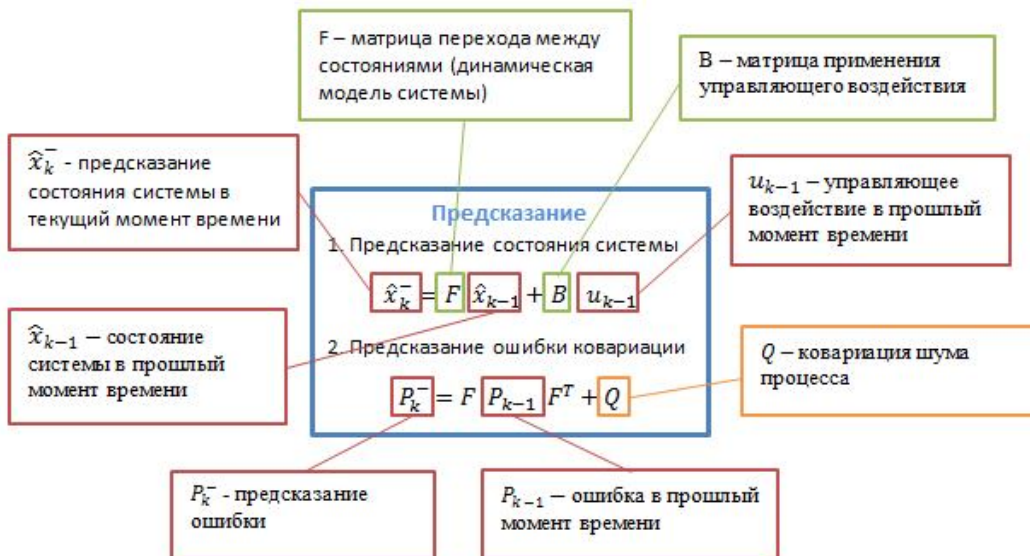 F – матрица перехода между
состояниями (динамическая
модель системы)
B – матрица применения
управляющего воздействия
x̂ₖ⁻ - предсказание
состояния системы в
текущий момент времени
uₖ₋₁ – управляющее
воздействие в прошлый
момент времени
Предсказание
1. Предсказание состояния системы
x̂ₖ⁻ = F x̂ₖ₋₁ + B uₖ₋₁
x̂ₖ₋₁ – состояние
системы в прошлый
момент времени
2. Предсказание ошибки ковариации
Pₖ⁻ = F Pₖ₋₁ Fᵀ + Q
Q – ковариация шума
процесса
Pₖ⁻ - предсказание
ошибки
Pₖ₋₁ – ошибка в прошлый
момент времени